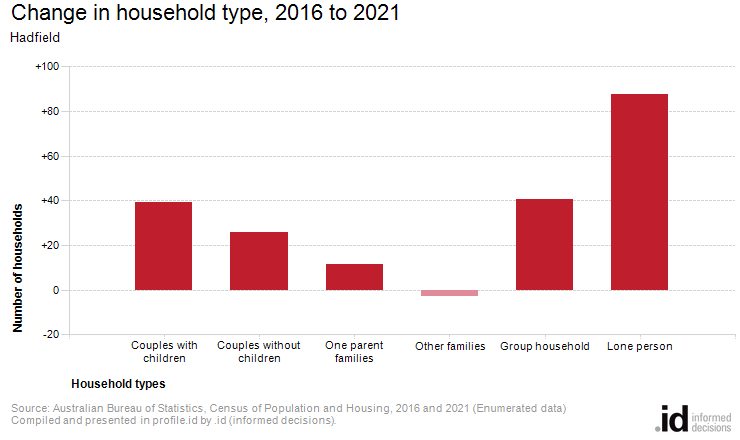 Change in household type, 2016 to 2021
Hadfield
+100
+80
+60
+40
+20
0
-20
Number of households
Couples with children
Couples without children
One parent families
Other families
Group household
Lone person
Household types
Source: Australian Bureau of Statistics, Census of Population and Housing, 2016 and 2021 (Enumerated data)
Compiled and presented in profile.id by .id (informed decisions).
.id informed decisions